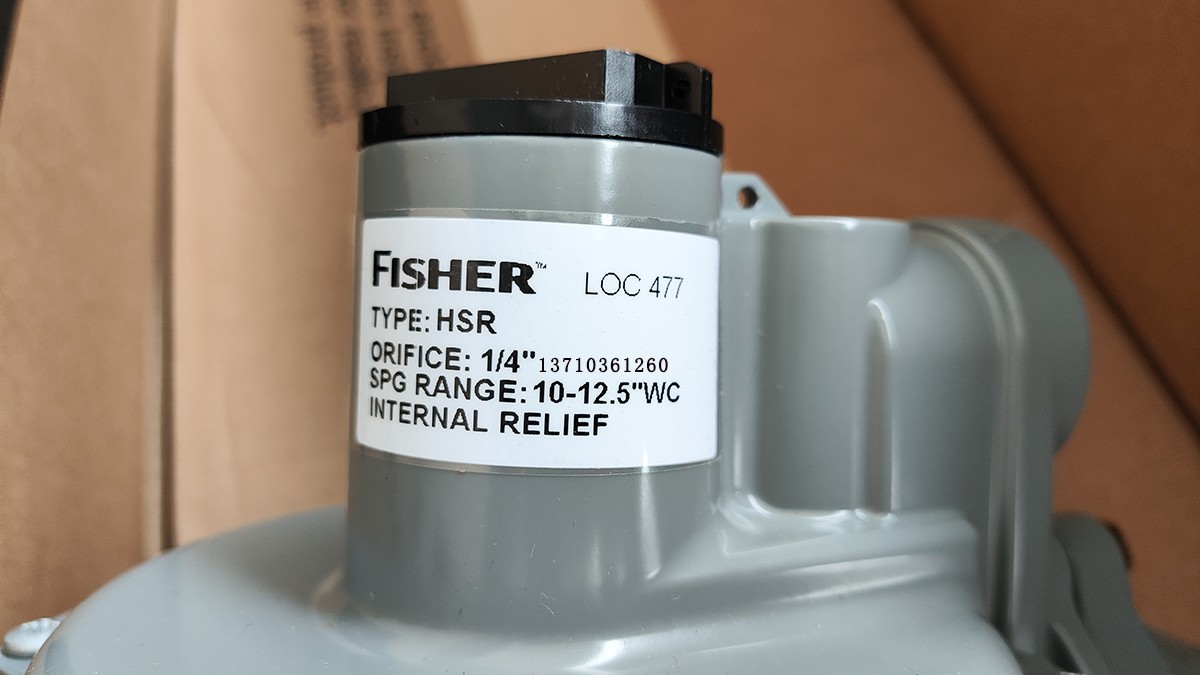 FISHER™ LOC 477
TYPE: HSR
ORIFICE: 1/4" 13710361260
SPG RANGE: 10-12.5"WC
INTERNAL RELIEF